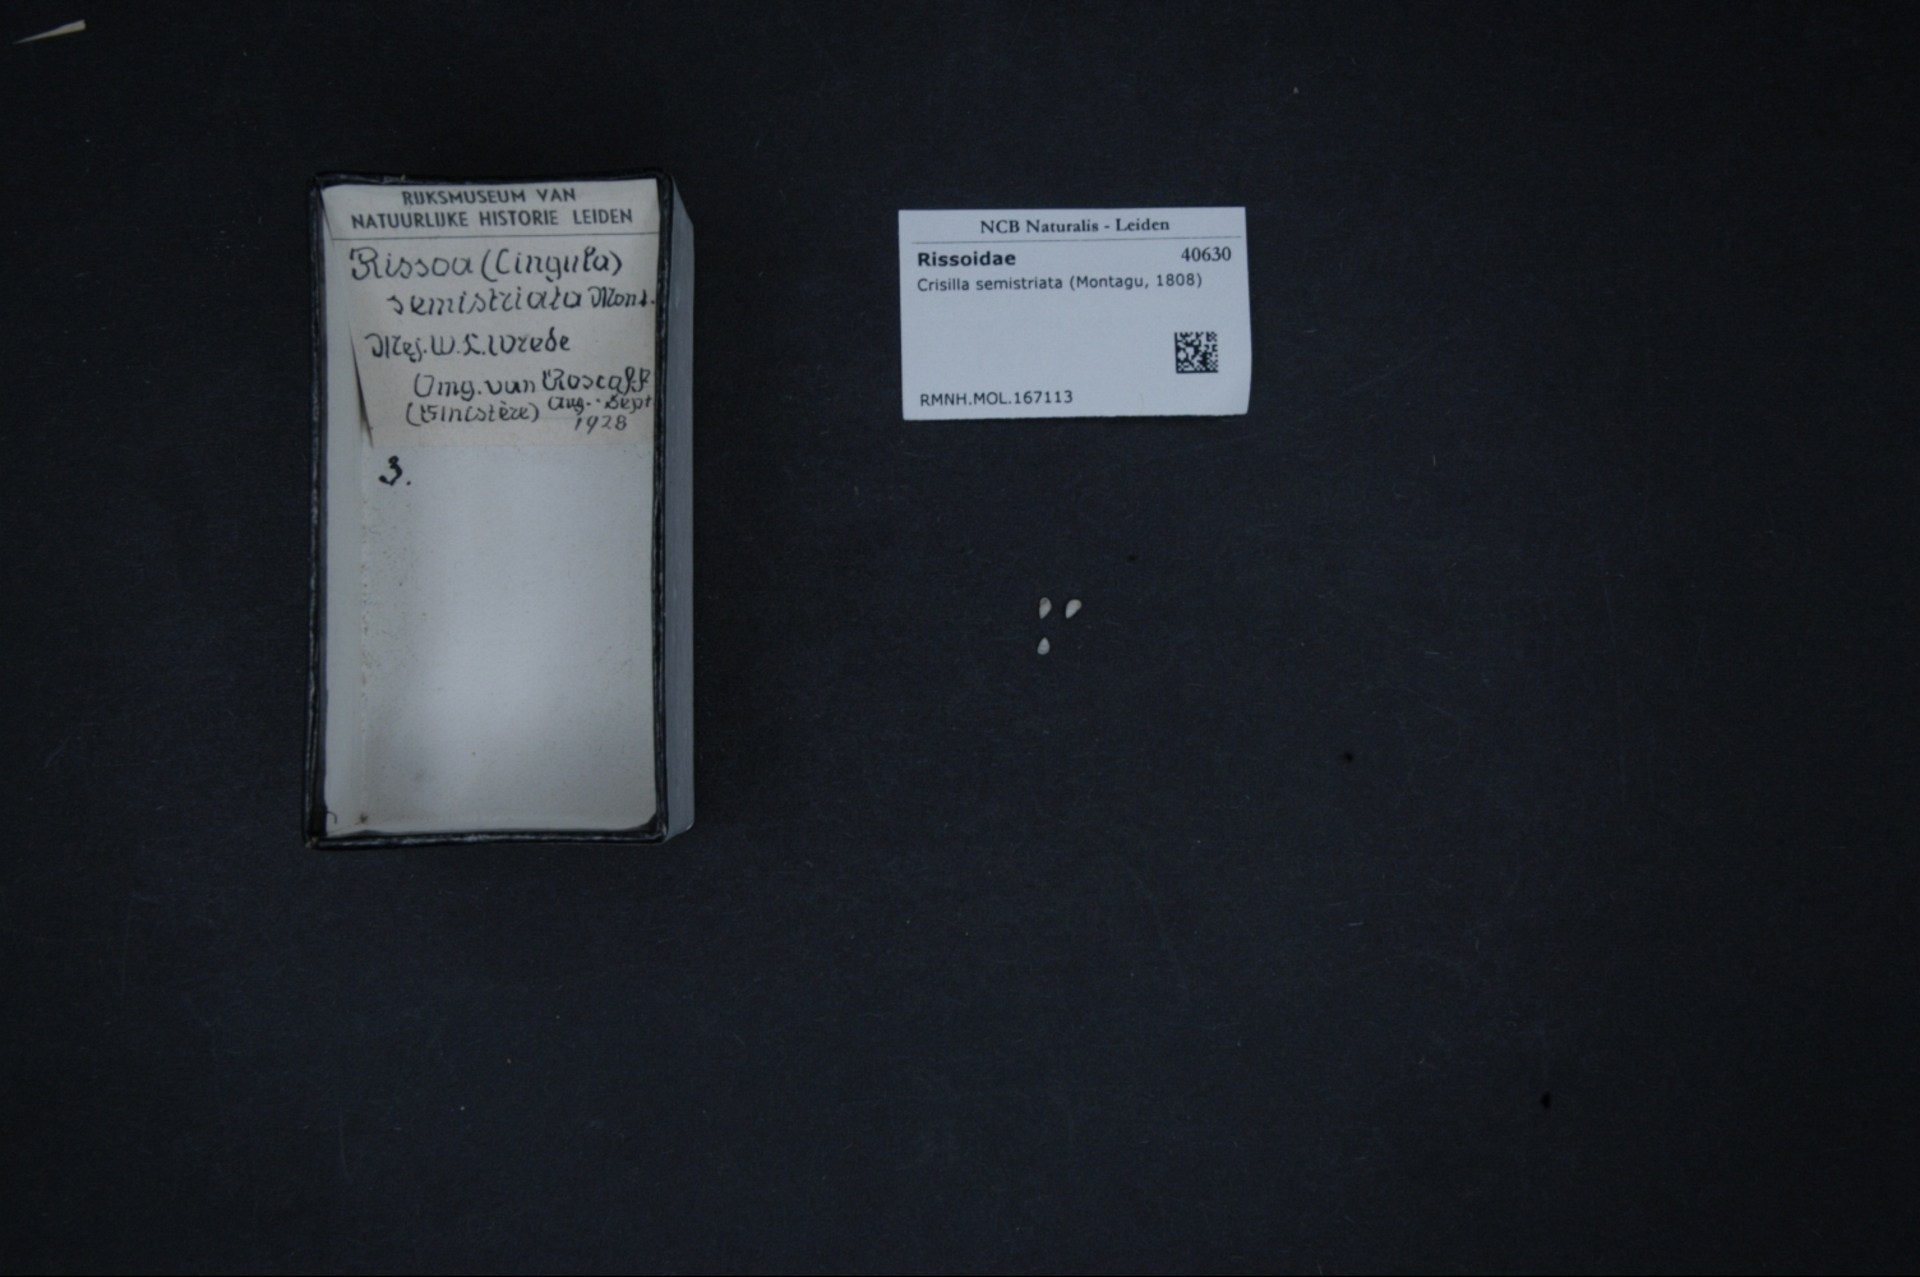 RIJKSMUSEUM VAN
NATUURLIJKE HISTORIE LEIDEN
Rissoa (Cingula)
semistriata Mont.
Mej. W. L. Wrede
Omg. van Roscoff
(Finistère) Aug.-Sept
1928
3.
NCB Naturalis - Leiden
Rissoidae 40630
Crisilla semistriata (Montagu, 1808)
RMNH.MOL.167113